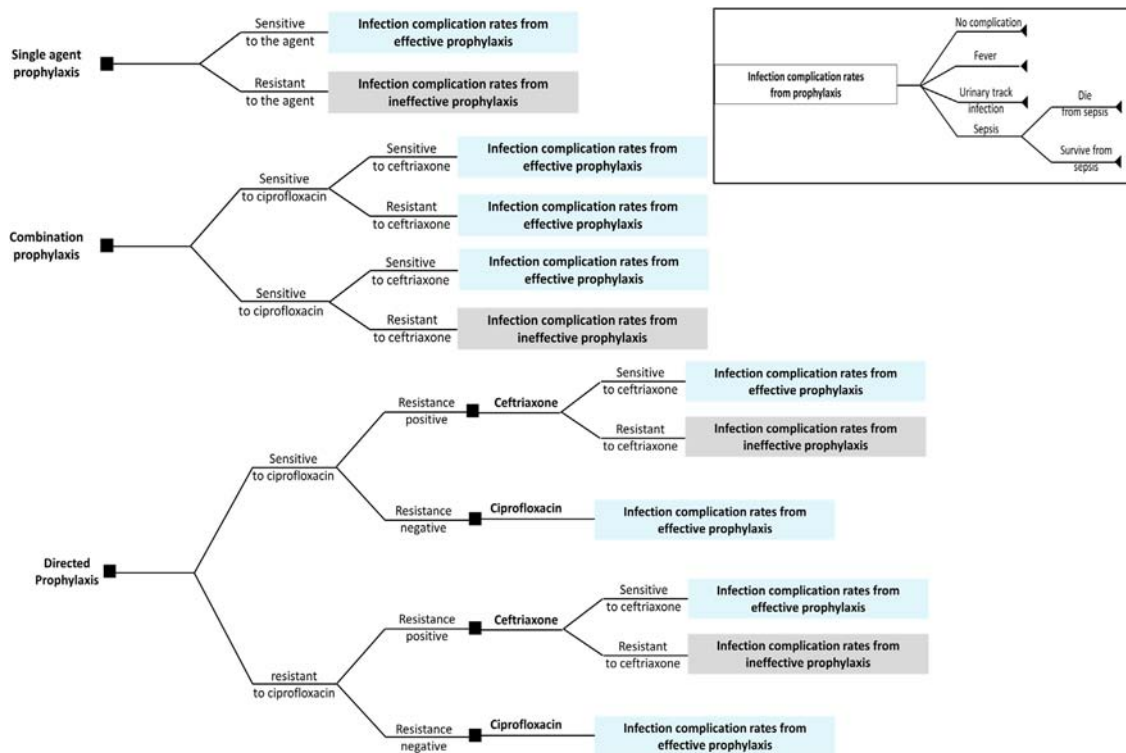 Single agent
prophylaxis
Sensitive
to the agent
Infection complication rates from
effective prophylaxis
Resistant
to the agent
Infection complication rates from
ineffective prophylaxis
Infection complication rates
from prophylaxis
No complication
Fever
Urinary track
infection
Sepsis
Die
from sepsis
Survive from
sepsis
Combination
prophylaxis
Sensitive
to ciprofloxacin
Sensitive
to ceftriaxone
Infection complication rates from
effective prophylaxis
Resistant
to ceftriaxone
Infection complication rates from
effective prophylaxis
Sensitive
to ciprofloxacin
Sensitive
to ceftriaxone
Infection complication rates from
effective prophylaxis
Resistant
to ceftriaxone
Infection complication rates from
ineffective prophylaxis
Directed
Prophylaxis
Sensitive
to ciprofloxacin
Resistance
positive
Ceftriaxone
Sensitive
to ceftriaxone
Infection complication rates from
effective prophylaxis
Resistant
to ceftriaxone
Infection complication rates from
ineffective prophylaxis
Resistance
negative
Ciprofloxacin
Infection complication rates from
effective prophylaxis
resistant
to ciprofloxacin
Resistance
positive
Ceftriaxone
Sensitive
to ceftriaxone
Infection complication rates from
effective prophylaxis
Resistant
to ceftriaxone
Infection complication rates from
ineffective prophylaxis
Resistance
negative
Ciprofloxacin
Infection complication rates from
effective prophylaxis